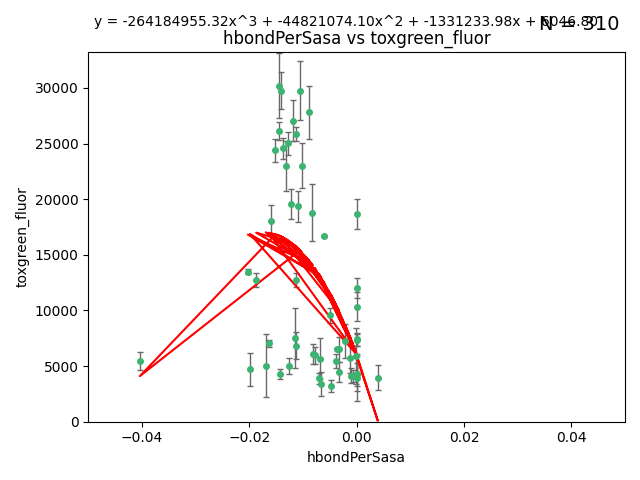 y = -264184955.32x^3 + -44821074.10x^2 + -1331233.98x + 6046.80
N = 310
hbondPerSasa vs toxgreen_fluor
30000
25000
20000
15000
10000
5000
0
toxgreen_fluor
−0.04
−0.02
0.00
0.02
0.04
hbondPerSasa